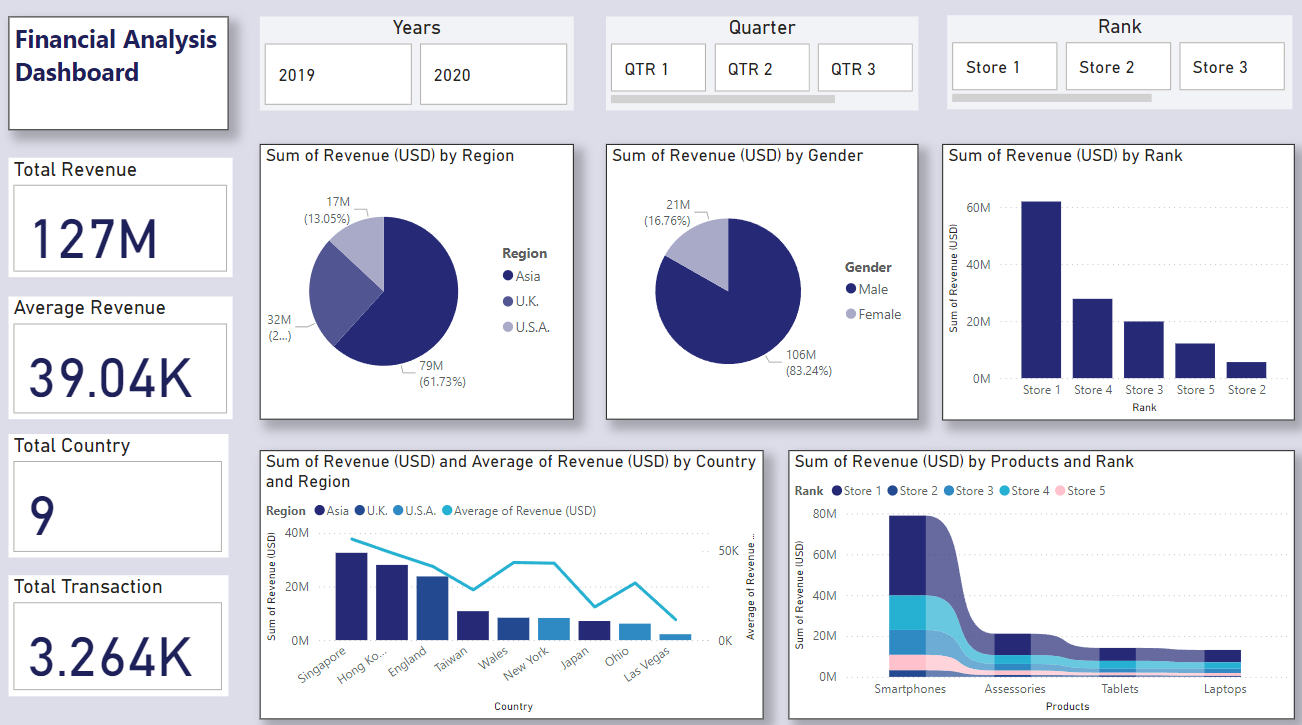 Financial Analysis
Dashboard
Years
2019
2020
Quarter
QTR 1
QTR 2
QTR 3
Rank
Store 1
Store 2
Store 3
Total Revenue
127M
Average Revenue
39.04K
Total Country
9
Total Transaction
3.264K
Sum of Revenue (USD) by Region
17M
(13.05%)
32M
(2...)
79M
(61.73%)
Region
Asia
U.K.
U.S.A.
Sum of Revenue (USD) by Gender
21M
(16.76%)
106M
(83.24%)
Gender
Male
Female
Sum of Revenue (USD) by Rank
Sum of Revenue (USD)
60M
40M
20M
0M
Store 1
Store 4
Store 3
Store 5
Store 2
Rank
Sum of Revenue (USD) and Average of Revenue (USD) by Country
and Region
Region Asia U.K. U.S.A. Average of Revenue (USD)
Sum of Revenue (USD)
40M
20M
0M
50K
0K
Average of Revenue ...
Singapore
Hong Ko...
England
Taiwan
Wales
New York
Japan
Ohio
Las Vegas
Country
Sum of Revenue (USD) by Products and Rank
Rank Store 1 Store 2 Store 3 Store 4 Store 5
Sum of Revenue (USD)
80M
60M
40M
20M
0M
Smartphones
Assessories
Tablets
Laptops
Products